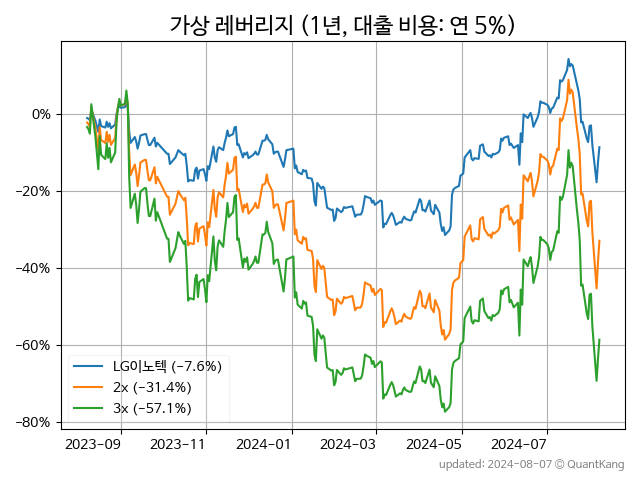 가상 레버리지 (1년, 대출 비용: 연 5%)
0%
−20%
−40%
−60%
−80%
LG이노텍 (−7.6%)
2x (−31.4%)
3x (−57.1%)
2023-09 2023-11 2024-01 2024-03 2024-05 2024-07
updated: 2024-08-07 © QuantKang